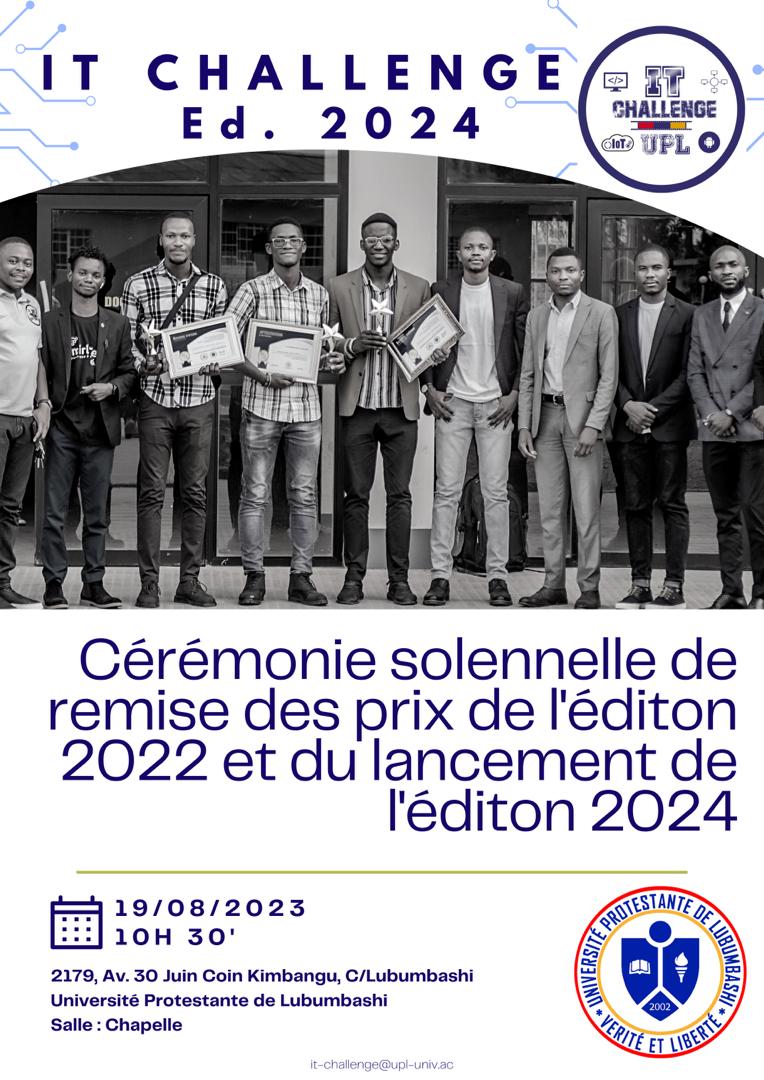 IT CHALLENGE
Ed. 2024
</>
IT
CHALLENGE
IoT
UPL
DO
Cérémonie solennelle de
remise des prix de l'éditon
2022 et du lancement de
l'éditon 2024
19/08/2023
10H 30'
2179, Av. 30 Juin Coin Kimbangu, C/Lubumbashi
Université Protestante de Lubumbashi
Salle : Chapelle
UNIVERSITÉ PROTESTANTE DE LUBUMBASHI
2002
VERITÉ ET LIBERTÉ
it-challenge@upl-univ.ac